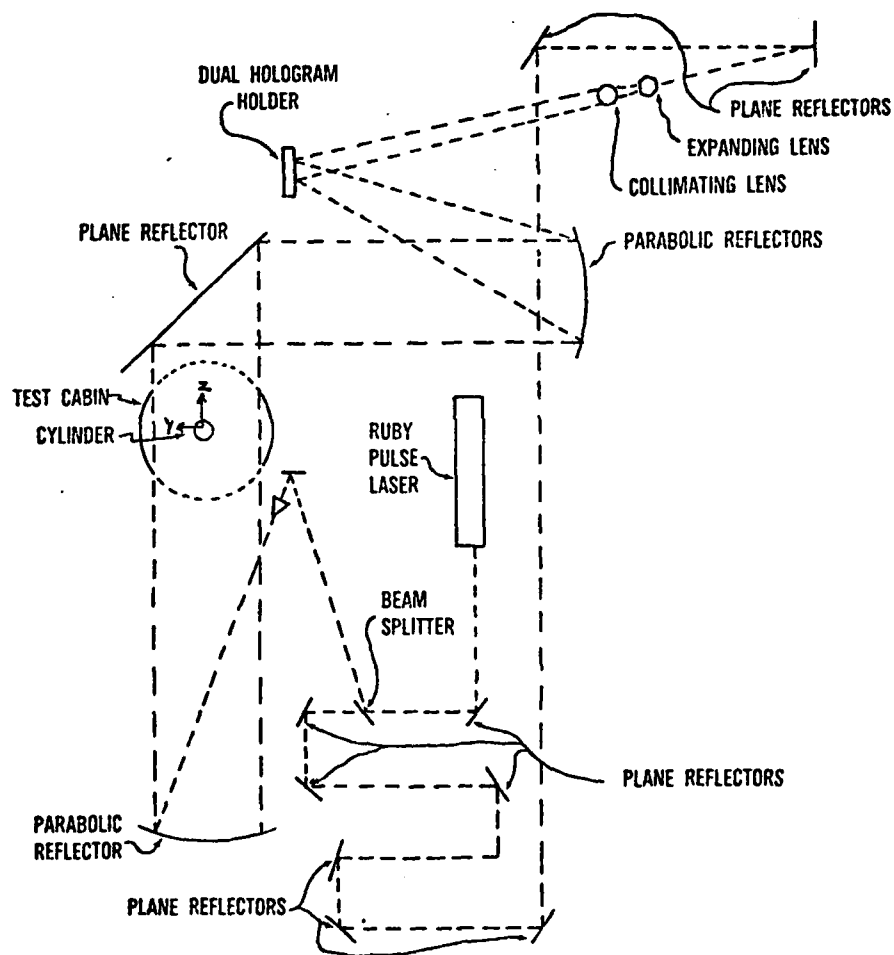 DUAL HOLOGRAM
HOLDER
PLANE REFLECTORS
EXPANDING LENS
COLLIMATING LENS
PLANE REFLECTOR
PARABOLIC REFLECTORS
TEST CABIN
Z
Y
CYLINDER
RUBY
PULSE
LASER
BEAM
SPLITTER
PLANE REFLECTORS
PARABOLIC
REFLECTOR
PLANE REFLECTORS